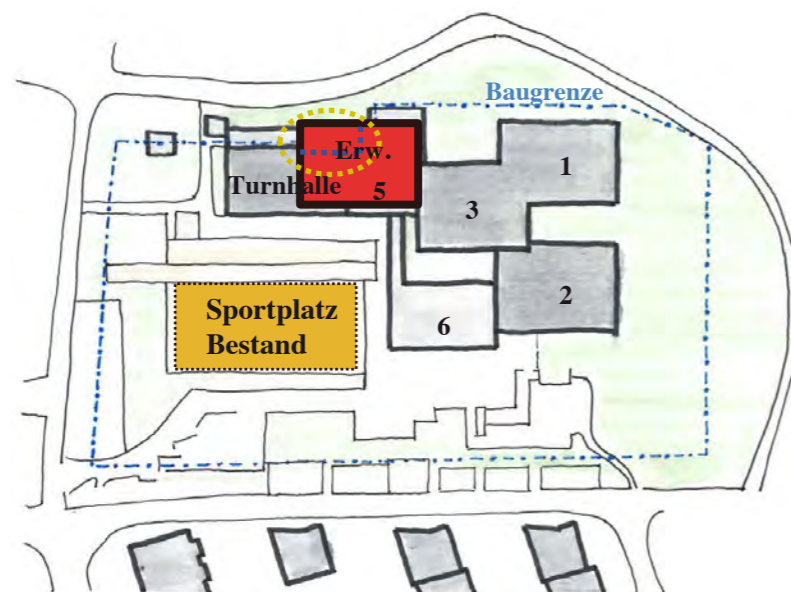 Baugrenze
Erw.
1
Turnhalle
5
3
2
Sportplatz
Bestand
6